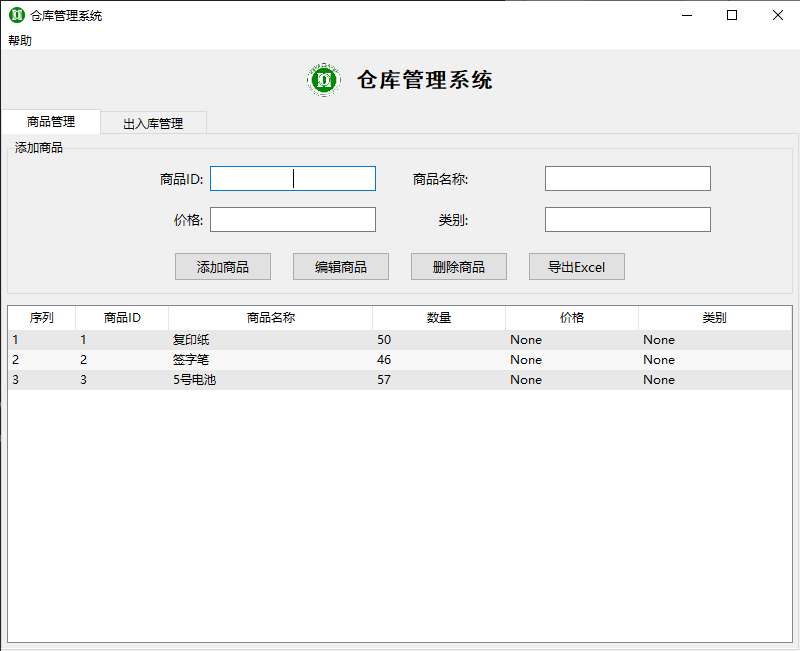 仓库管理系统
帮助
仓库管理系统
商品管理 出入库管理
添加商品
商品ID: 商品名称:
价格: 类别:
添加商品 编辑商品 删除商品 导出Excel
序列 商品ID 商品名称 数量 价格 类别
1 1 复印纸 50 None None
2 2 签字笔 46 None None
3 3 5号电池 57 None None